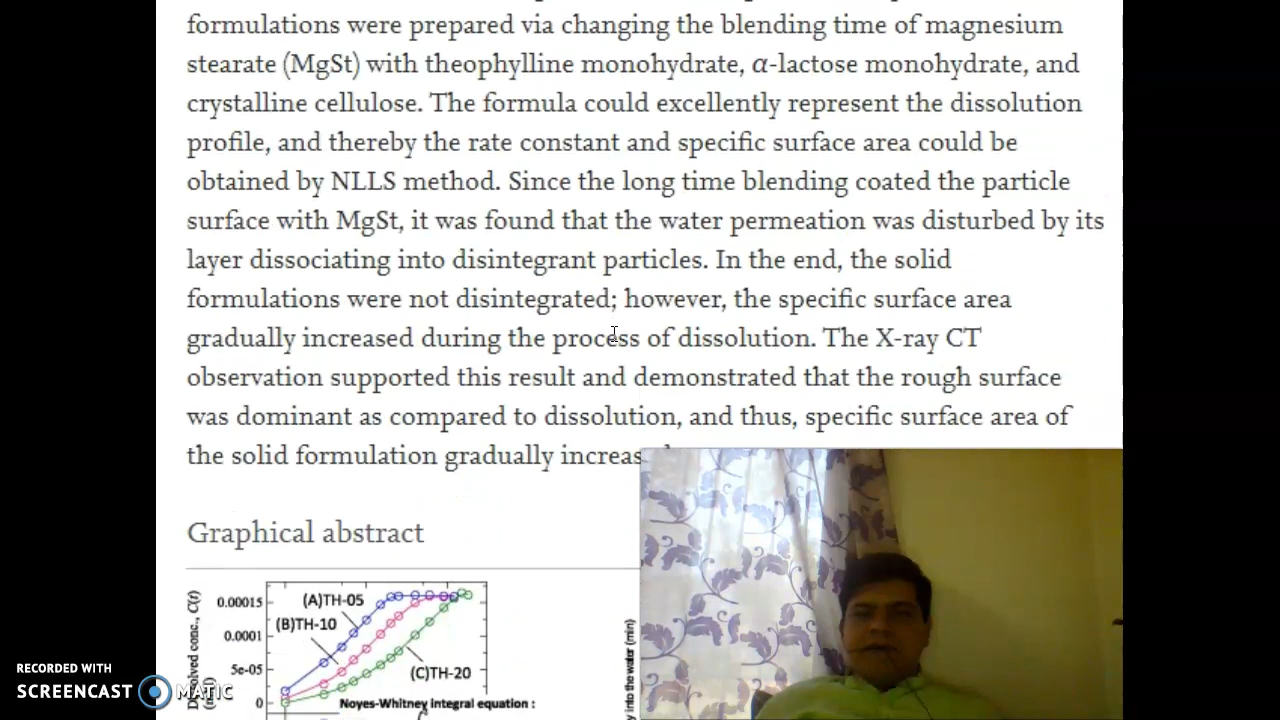 formulations were prepared via changing the blending time of magnesium
stearate (MgSt) with theophylline monohydrate, α-lactose monohydrate, and
crystalline cellulose. The formula could excellently represent the dissolution
profile, and thereby the rate constant and specific surface area could be
obtained by NLLS method. Since the long time blending coated the particle
surface with MgSt, it was found that the water permeation was disturbed by its
layer dissociating into disintegrant particles. In the end, the solid
formulations were not disintegrated; however, the specific surface area
gradually increased during the process of dissolution. The X-ray CT
observation supported this result and demonstrated that the rough surface
was dominant as compared to dissolution, and thus, specific surface area of
the solid formulation gradually increas
Graphical abstract
0.00015
0.0001
5e-05
0
conc., C(t)
(A)TH-05
(B)TH-10
(C)TH-20
Noyes-Whitney integral equation :
into the water (min)
RECORDED WITH
SCREENCAST MATIC